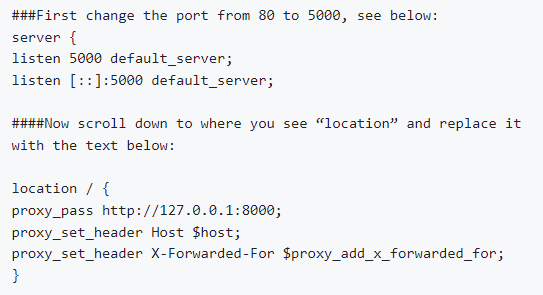 ###First change the port from 80 to 5000, see below:
server {
listen 5000 default_server;
listen [::]:5000 default_server;
####Now scroll down to where you see “location” and replace it
with the text below:
location / {
proxy_pass http://127.0.0.1:8000;
proxy_set_header Host $host;
proxy_set_header X-Forwarded-For $proxy_add_x_forwarded_for;
}